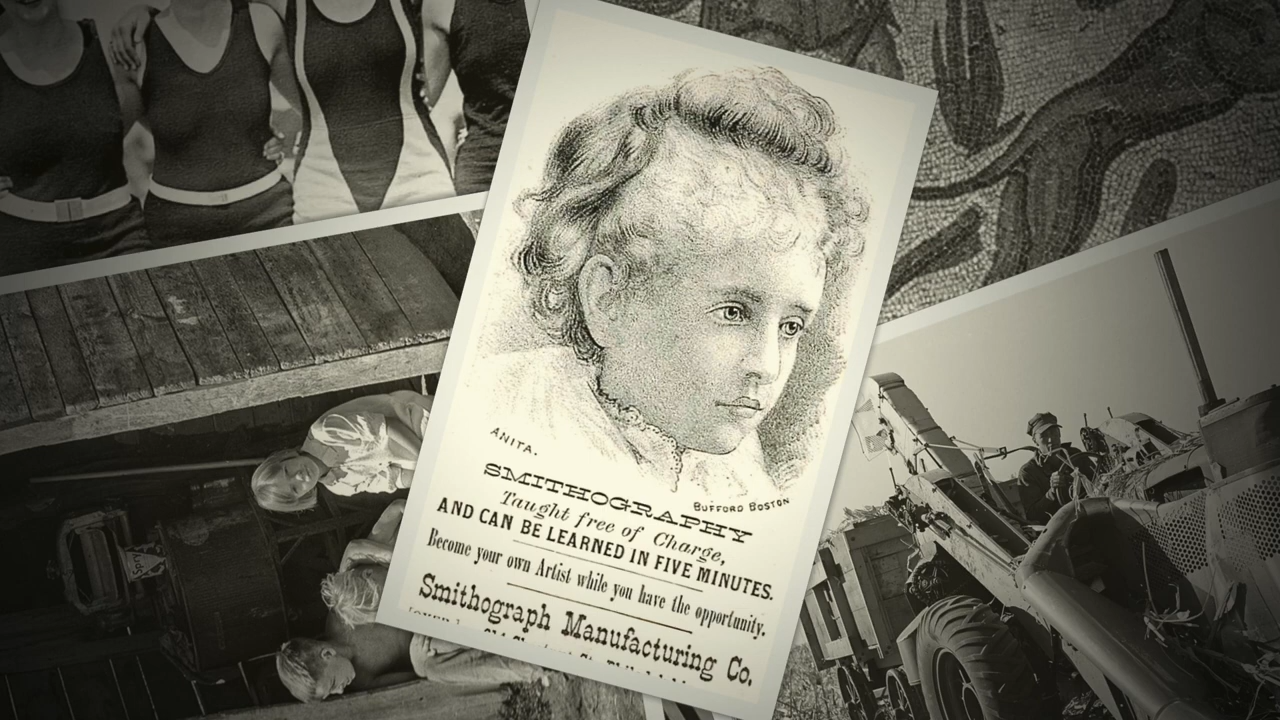 ANITA.
BUFFORD BOSTON
SMITHOGRAPHY
Taught free of Charge,
AND CAN BE LEARNED IN FIVE MINUTES.
Become your own Artist while you have the opportunity.
Smithograph Manufacturing Co.